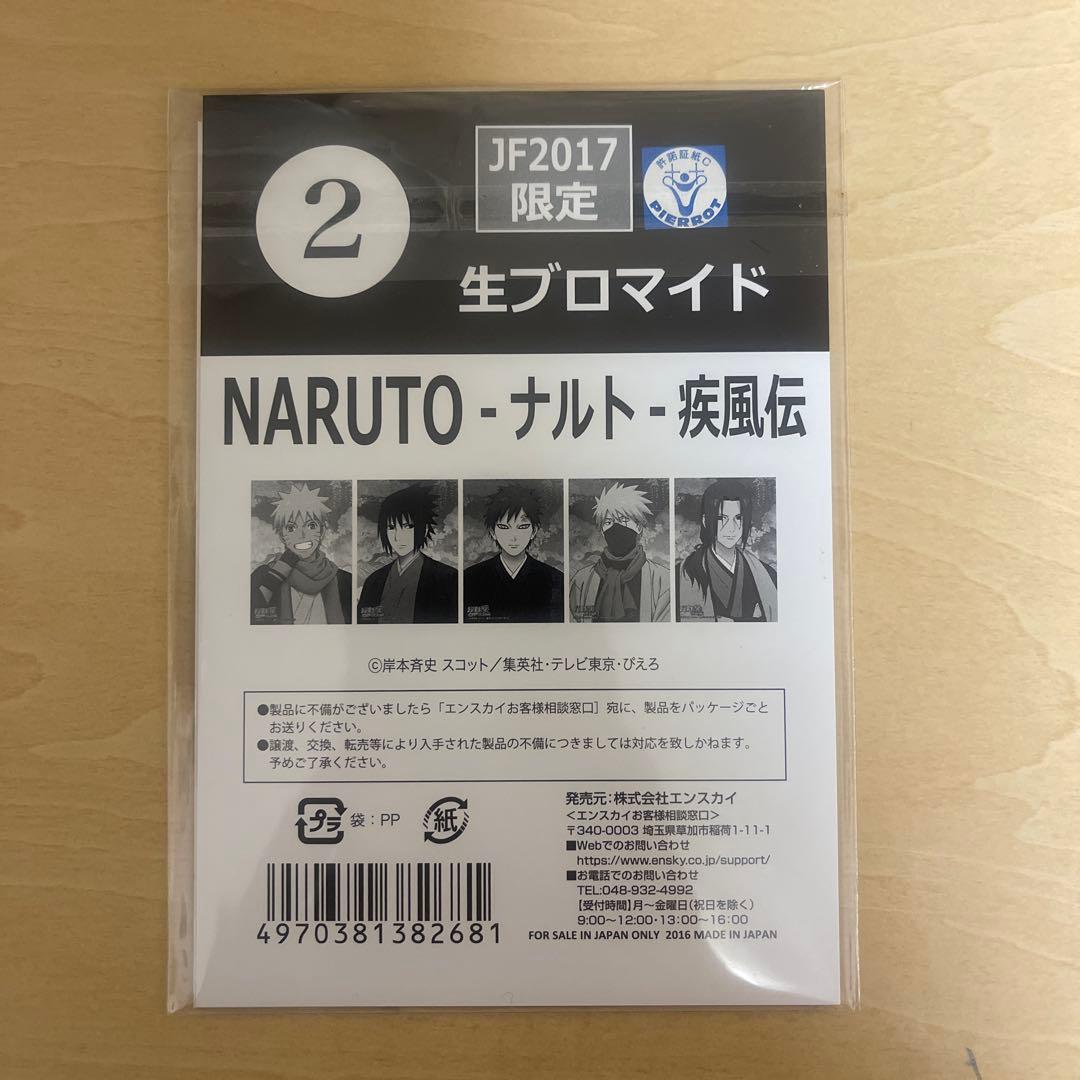 2
JF2017
限定
許諾証紙C
PIERROT
生ブロマイド
NARUTO - ナルト - 疾風伝
©岸本斉史 スコット／集英社・テレビ東京・ぴえろ
●製品に不備がございましたら「エンスカイお客様相談窓口］宛に、製品をパッケージごと
お送りください。
●譲渡、交換、転売等により入手された製品の不備につきましては対応を致しかねます。
予めご了承ください。
プラ 袋：PP 紙
発売元：株式会社エンスカイ
＜エンスカイお客様相談窓口＞
〒340-0003 埼玉県草加市稲荷1-11-1
■Webでのお問い合わせ
https://www.ensky.co.jp/support/
■お電話でのお問い合わせ
TEL:048-932-4992
【受付時間】月～金曜日（祝日を除く）
9:00～12:00・13:00～16:00
FOR SALE IN JAPAN ONLY 2016 MADE IN JAPAN
4970381382681